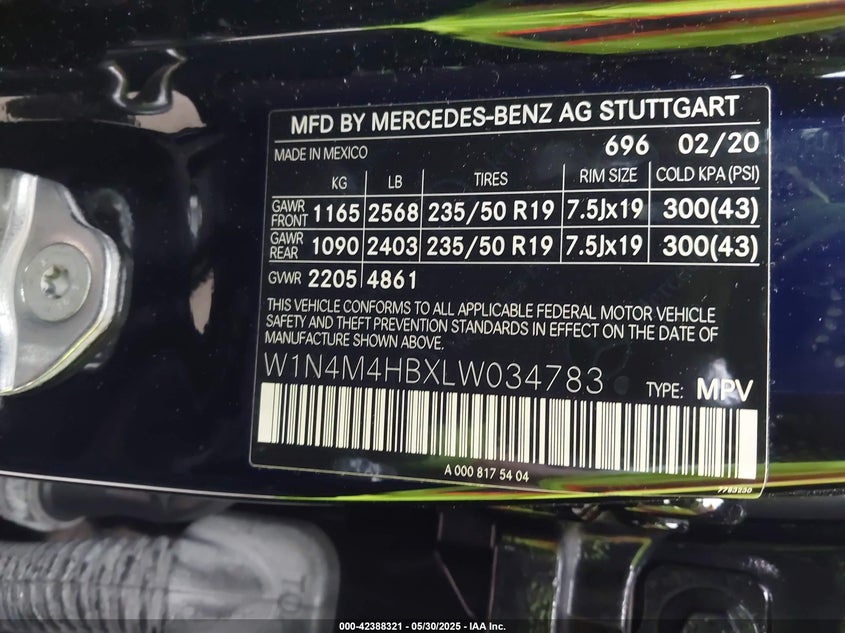 MFD BY MERCEDES-BENZ AG STUTTGART
MADE IN MEXICO 696 02/20
KG LB TIRES RIM SIZE COLD KPA (PSI)
GAWR FRONT 1165 2568 235/50 R19 7.5Jx19 300(43)
GAWR REAR 1090 2403 235/50 R19 7.5Jx19 300(43)
GVWR 2205 4861
THIS VEHICLE CONFORMS TO ALL APPLICABLE FEDERAL MOTOR VEHICLE
SAFETY AND THEFT PREVENTION STANDARDS IN EFFECT ON THE DATE OF
MANUFACTURE SHOWN ABOVE.
W1N4M4HBXLW034783 TYPE: MPV
A 000 817 54 04
7783230
TO
000-42388321 - 05/30/2025 - IAA Inc.